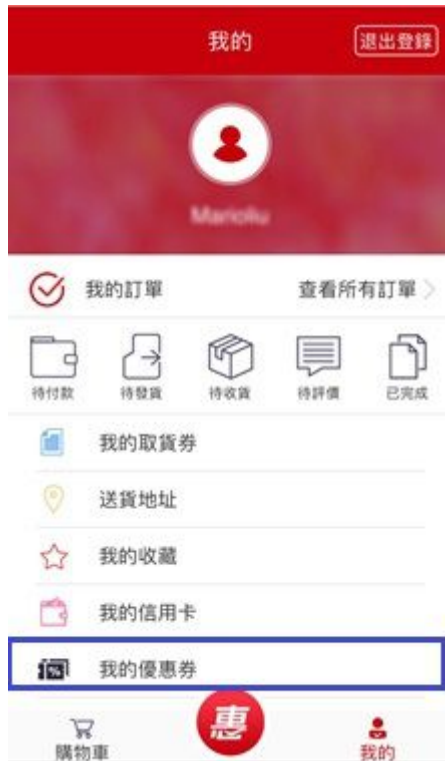 我的 退出登錄
Marioliu
我的訂單 查看所有訂單
待付款 待發貨 待收貨 待評價 已完成
我的取貨券
送貨地址
我的收藏
我的信用卡
%
我的優惠券
惠
購物車 我的